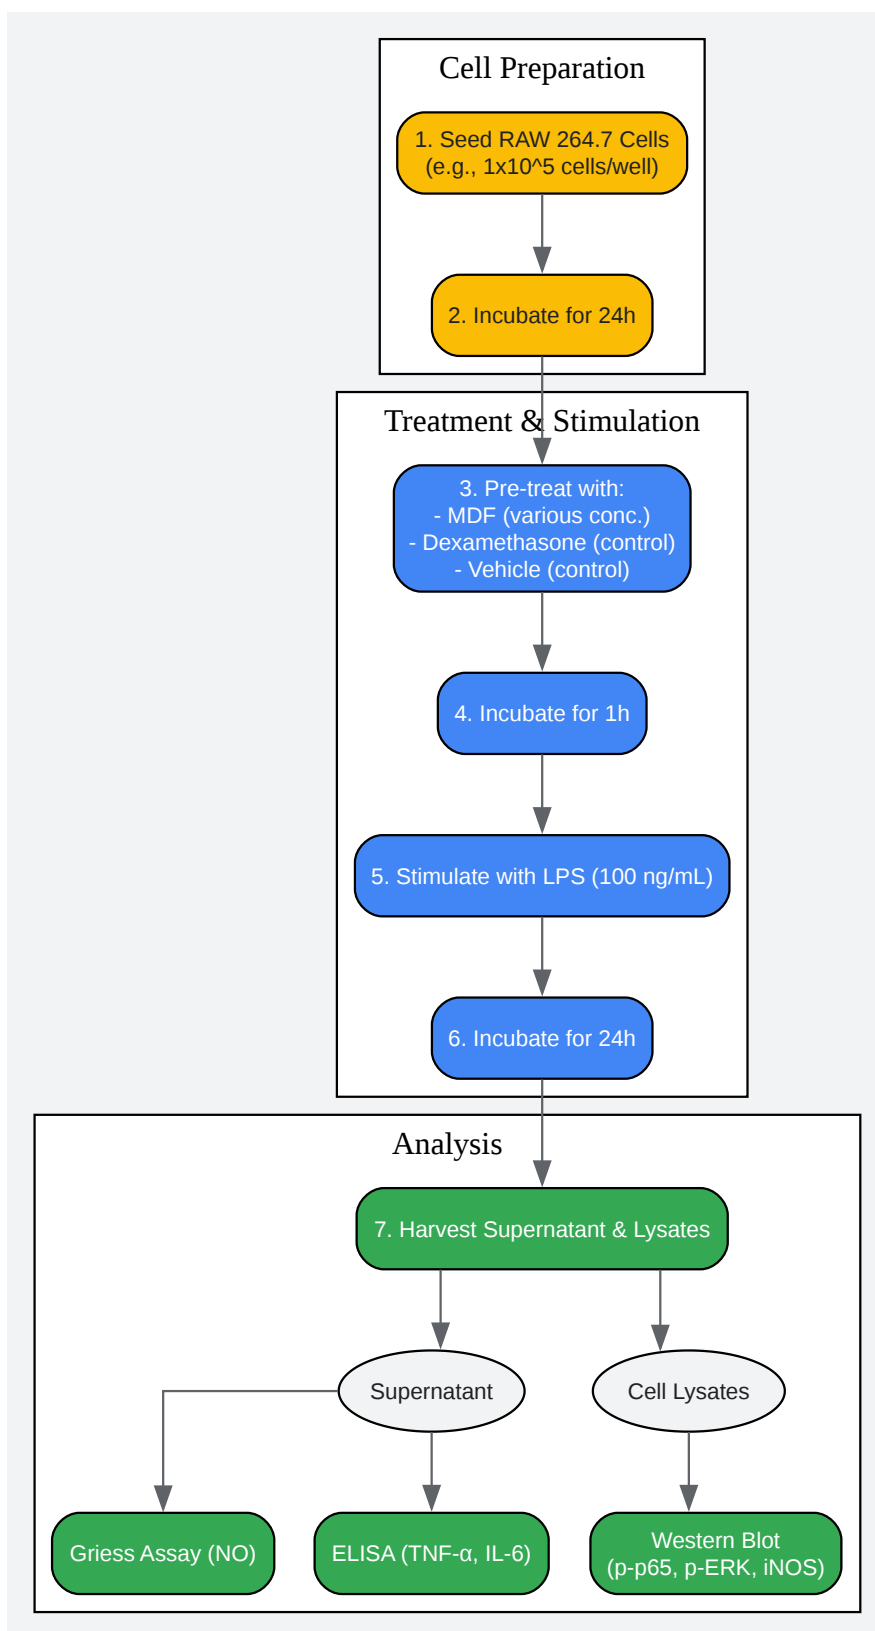 Cell Preparation
1. Seed RAW 264.7 Cells
(e.g., 1x10^5 cells/well)
2. Incubate for 24h
Treatment & Stimulation
3. Pre-treat with:
- MDF (various conc.)
- Dexamethasone (control)
- Vehicle (control)
4. Incubate for 1h
5. Stimulate with LPS (100 ng/mL)
6. Incubate for 24h
Analysis
7. Harvest Supernatant & Lysates
Supernatant
Cell Lysates
Griess Assay (NO)
ELISA (TNF-α, IL-6)
Western Blot
(p-p65, p-ERK, iNOS)